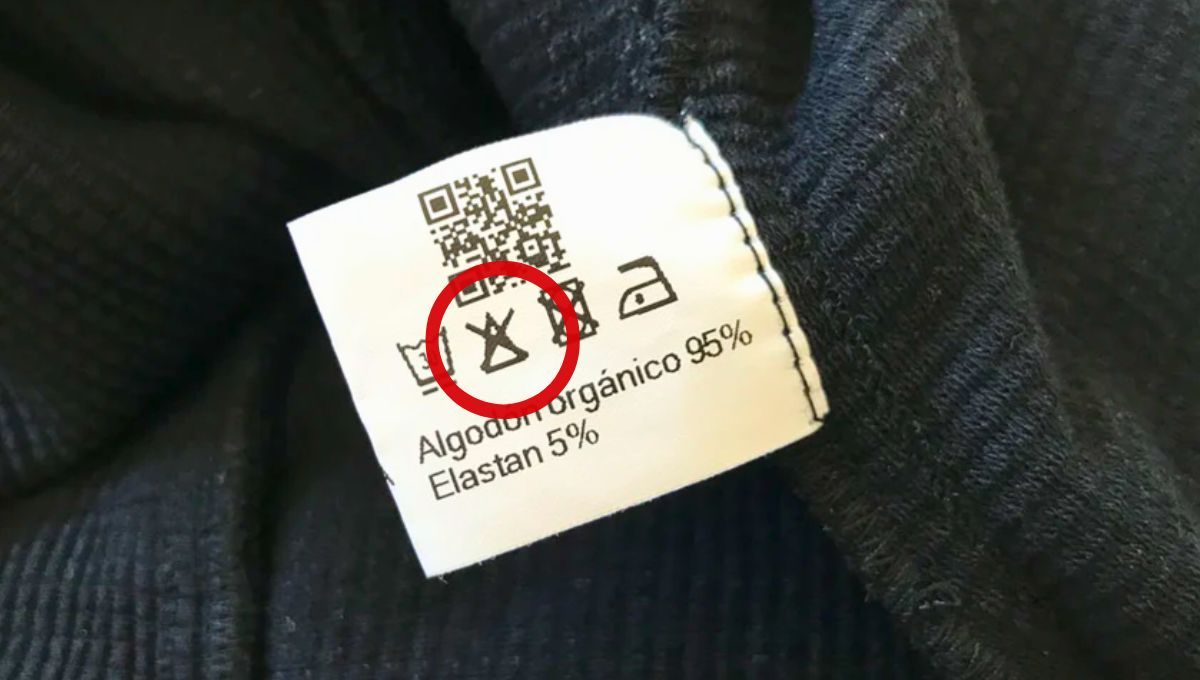 Algodón orgánico 95%
Elastan 5%